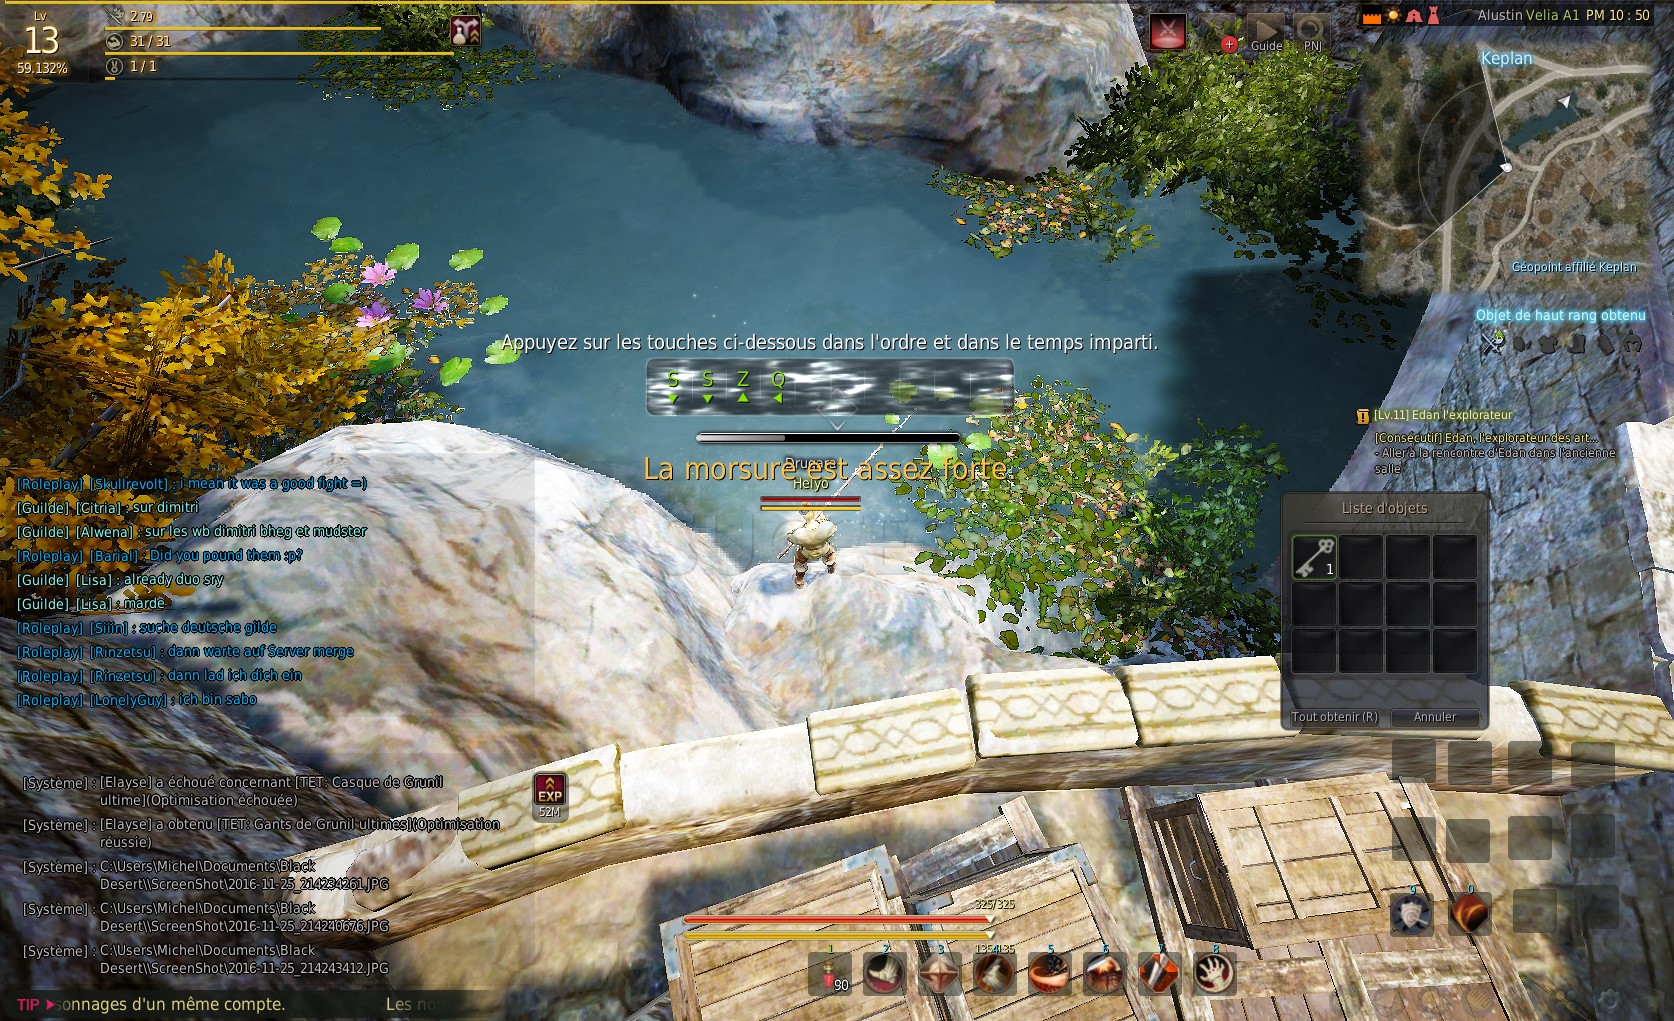 Lv
13
59.132%
2.79
31 / 31
1 / 1
Guide
PNJ
Alustin Velia A1 PM 10 : 50
Keplan
Géopoint affilié Keplan
Objet de haut rang obtenu
Appuyez sur les touches ci-dessous dans l'ordre et dans le temps imparti.
S S Z Q
La morsure est assez forte
Helyo
[Lv.11] Edan l'explorateur
[Consécutif] Edan, l'explorateur des art...
- Aller à la rencontre d'Edan dans l'ancienne
salle
Liste d'objets
1
Tout obtenir (R)
Annuler
[Roleplay] [Skullrevolt] : i mean it was a good fight =)
[Guilde] [Citria] : sur dimitri
[Guilde] [Alwena] : sur les wb dimitri bheg et mudster
[Roleplay] [Barial] : Did you pound them :p?
[Guilde] [Lisa] : already duo sry
[Guilde] [Lisa] : marde
[Roleplay] [Siiin] : suche deutsche gilde
[Roleplay] [Rinzetsu] : dann warte auf Server merge
[Roleplay] [Rinzetsu] : dann lad ich dich ein
[Roleplay] [LonelyGuy] : ich bin sabo
[Système] : [Elayse] a échoué concernant [TET: Casque de Grunil
ultime](Optimisation échouée)
[Système] : [Elayse] a obtenu [TET: Gants de Grunil ultimes](Optimisation
réussie)
[Système] : C:\Users\Michel\Documents\Black
Desert\\ScreenShot\2016-11-25_214234261.JPG
[Système] : C:\Users\Michel\Documents\Black
Desert\\ScreenShot\2016-11-25_214240676.JPG
[Système] : C:\Users\Michel\Documents\Black
Desert\\ScreenShot\2016-11-25_214243412.JPG
EXP
52M
325/325
135/135
1 2 3 4 5 6 7 8
90
9 0
TIP sonnages d'un même compte. Les no